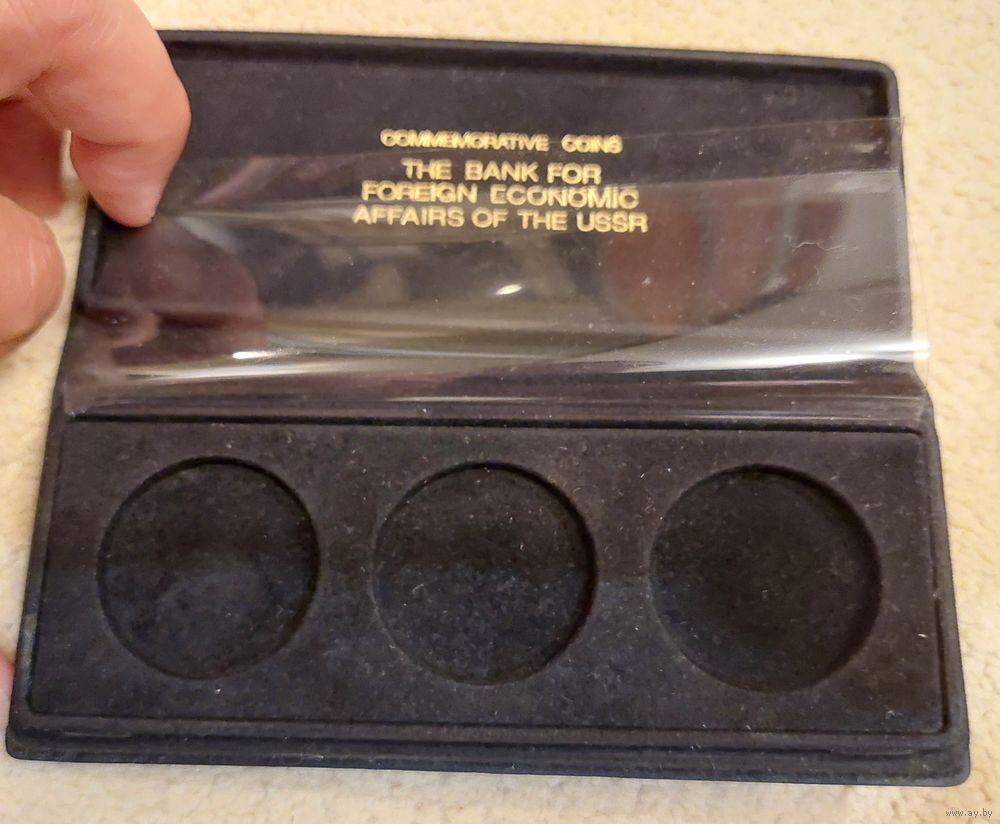 COMMEMORATIVE COINS
THE BANK FOR
FOREIGN ECONOMIC
AFFAIRS OF THE USSR
www.ay.by